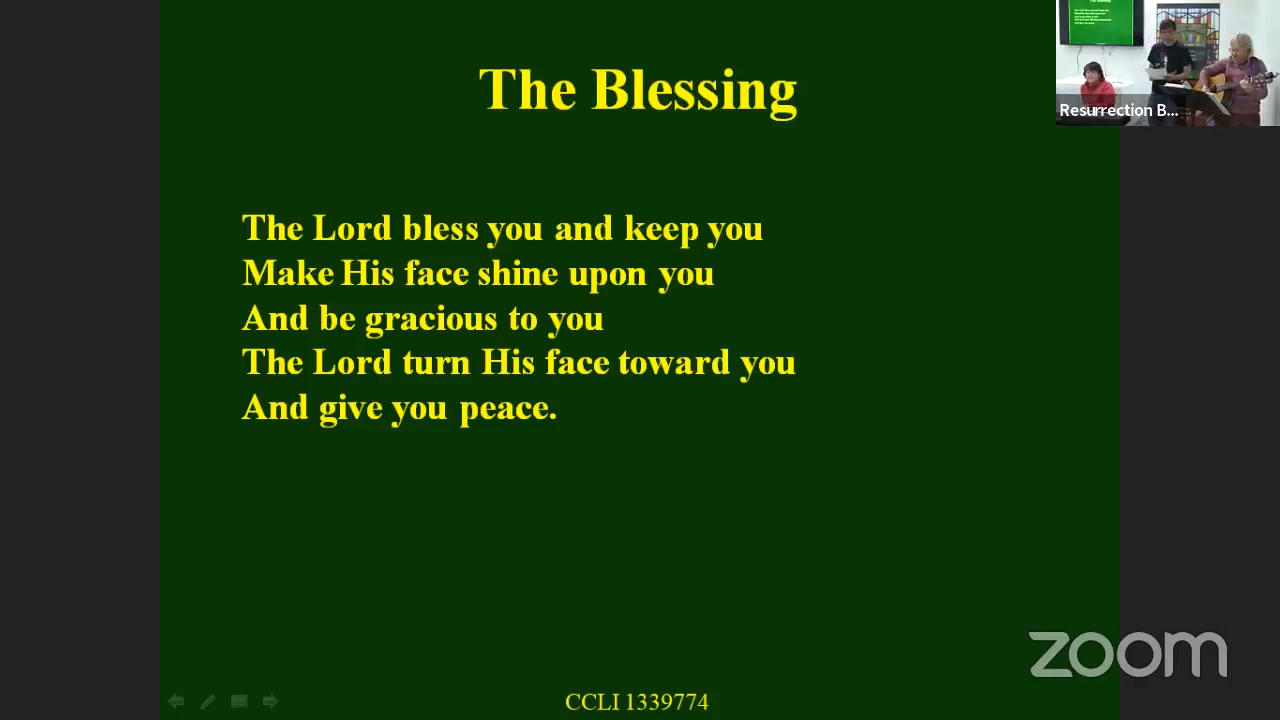 The Blessing
Resurrection B...
The Lord bless you and keep you
Make His face shine upon you
And be gracious to you
The Lord turn His face toward you
And give you peace.
zoom
CCLI 1339774